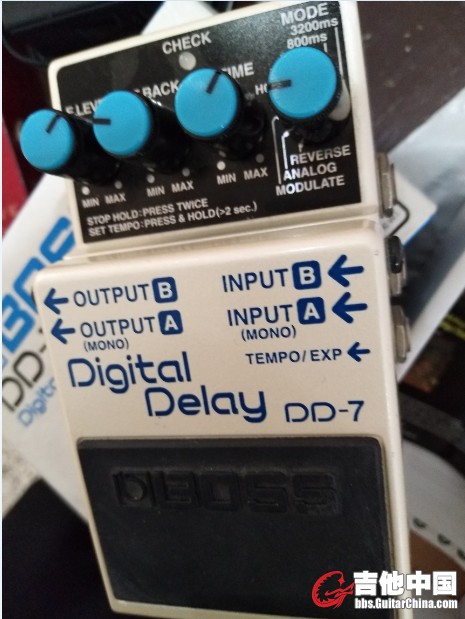 CHECK
MODE
3200ms
800ms
BACK
TIME
MIN MAX MIN MAX MIN MAX
REVERSE
ANALOG
MODULATE
STOP HOLD:PRESS TWICE
SET TEMPO:PRESS & HOLD(>2 sec.)
OUTPUT B
INPUT B
OUTPUT A
(MONO)
INPUT A
(MONO)
TEMPO/EXP
Digital
Delay DD-7
BOSS
吉他中国
bbs.GuitarChina.com